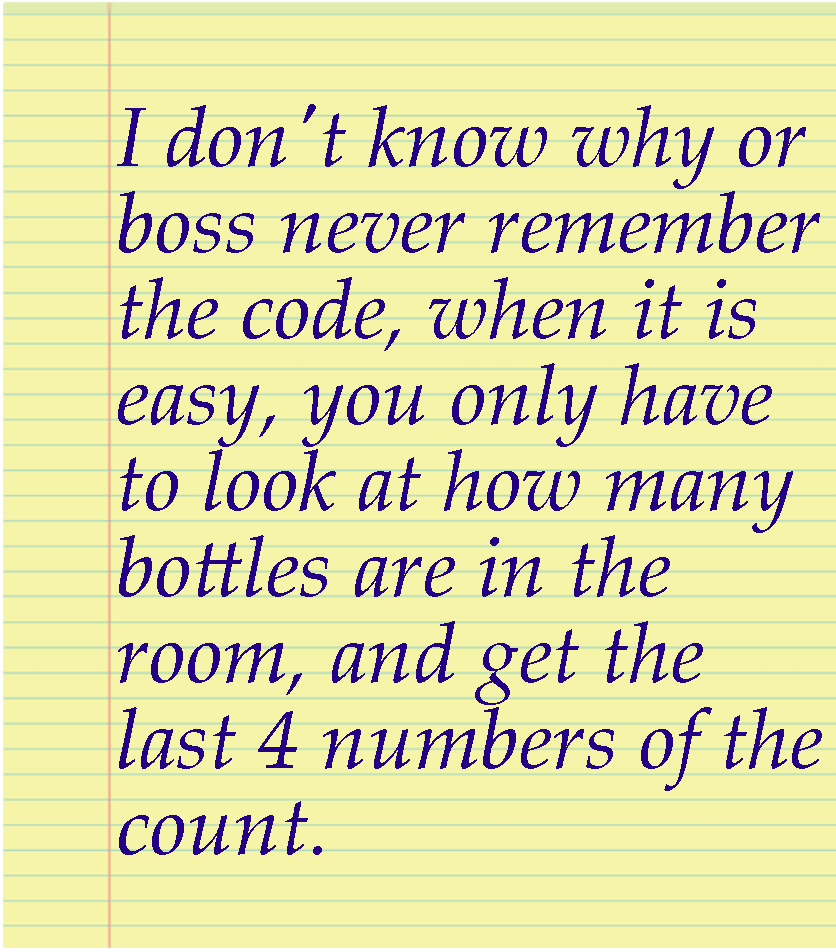 I don't know why or
boss never remember
the code, when it is
easy, you only have
to look at how many
bottles are in the
room, and get the
last 4 numbers of the
count.